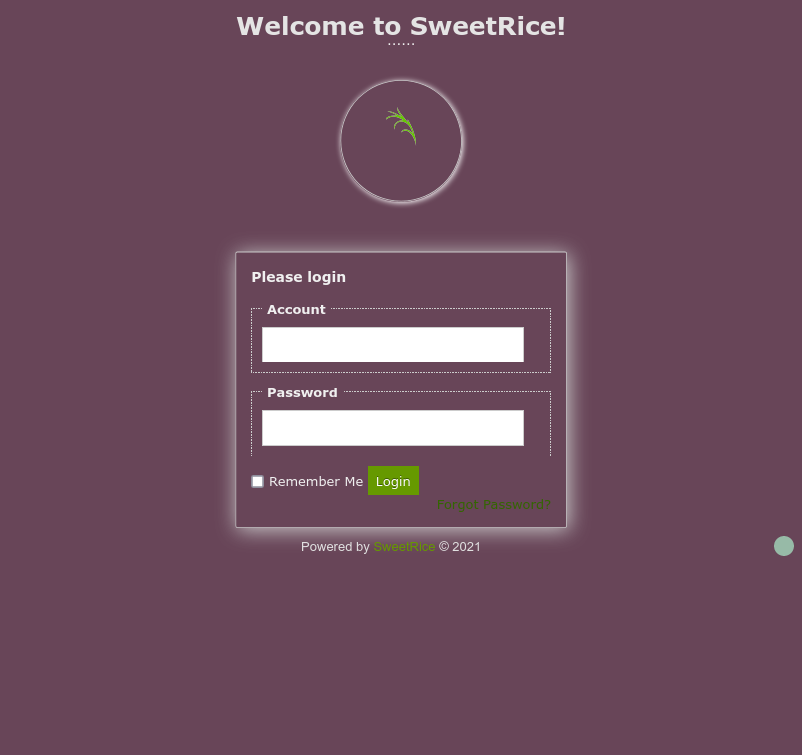 Welcome to SweetRice!
......
Please login
Account
Password
Remember Me Login
Forgot Password?
Powered by SweetRice © 2021